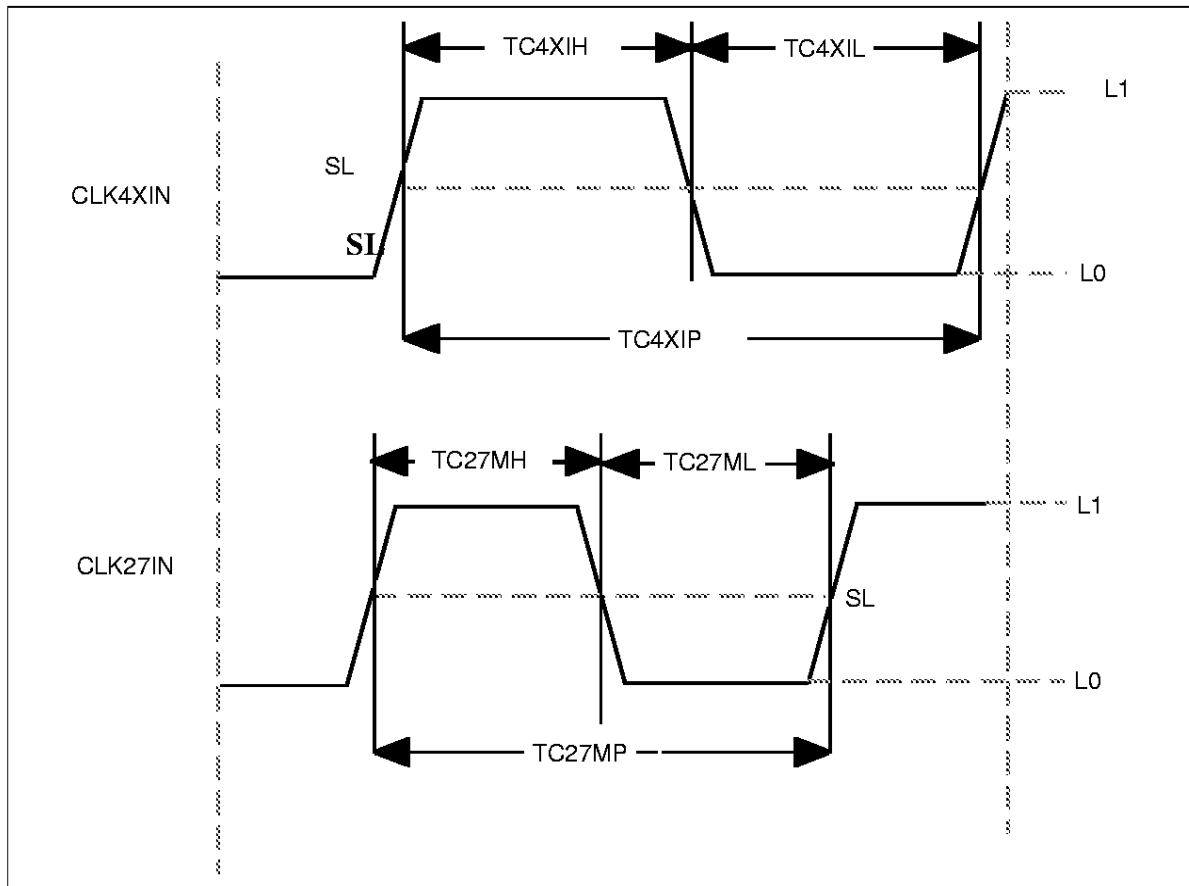 TC4XIH
TC4XIL
L1
SL
CLK4XIN
SL
L0
TC4XIP
TC27MH
TC27ML
L1
CLK27IN
SL
L0
TC27MP